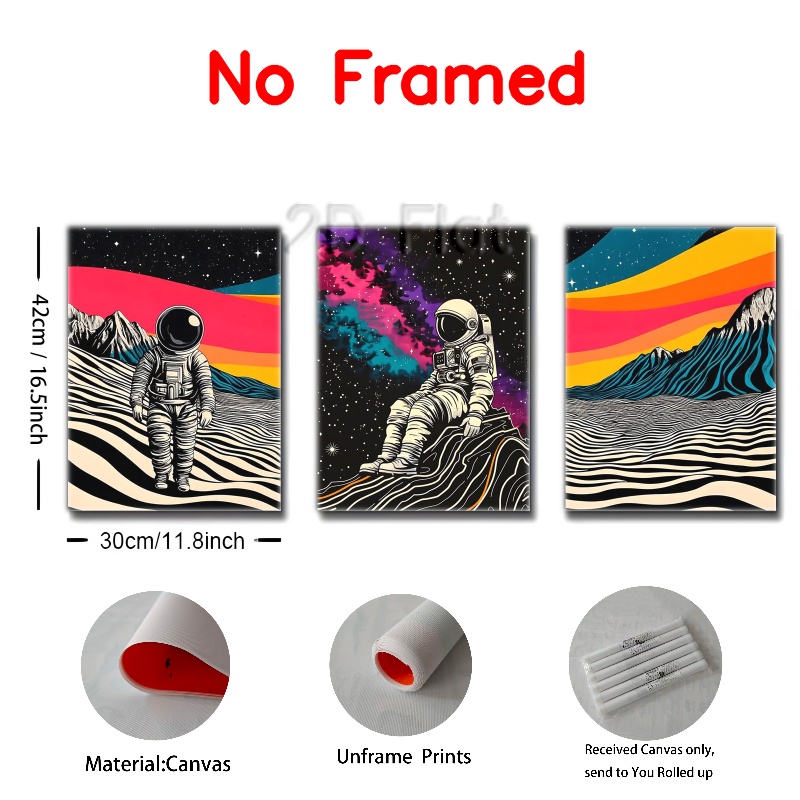 No Framed
2D Flat
42cm / 16.5inch
30cm/11.8inch
Material:Canvas
Unframe Prints
Received Canvas only,
send to You Rolled up